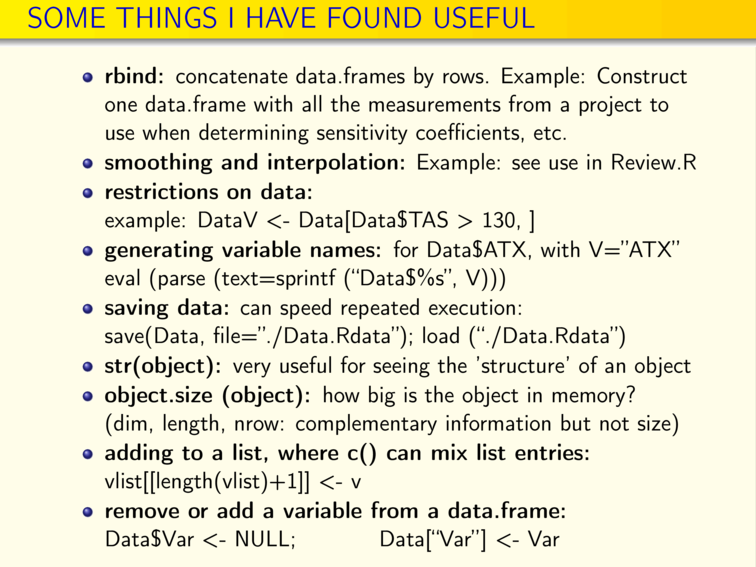 SOME THINGS I HAVE FOUND USEFUL
rbind: concatenate data.frames by rows. Example: Construct
one data.frame with all the measurements from a project to
use when determining sensitivity coefficients, etc.
smoothing and interpolation: Example: see use in Review.R
restrictions on data:
example: DataV <- Data[Data$TAS > 130, ]
generating variable names: for Data$ATX, with V=”ATX”
eval (parse (text=sprintf (“Data$%s”, V)))
saving data: can speed repeated execution:
save(Data, file=”./Data.Rdata”); load (“./Data.Rdata”)
str(object): very useful for seeing the ’structure’ of an object
object.size (object): how big is the object in memory?
(dim, length, nrow: complementary information but not size)
adding to a list, where c() can mix list entries:
vlist[[length(vlist)+1]] <- v
remove or add a variable from a data.frame:
Data$Var <- NULL; Data[“Var”] <- Var